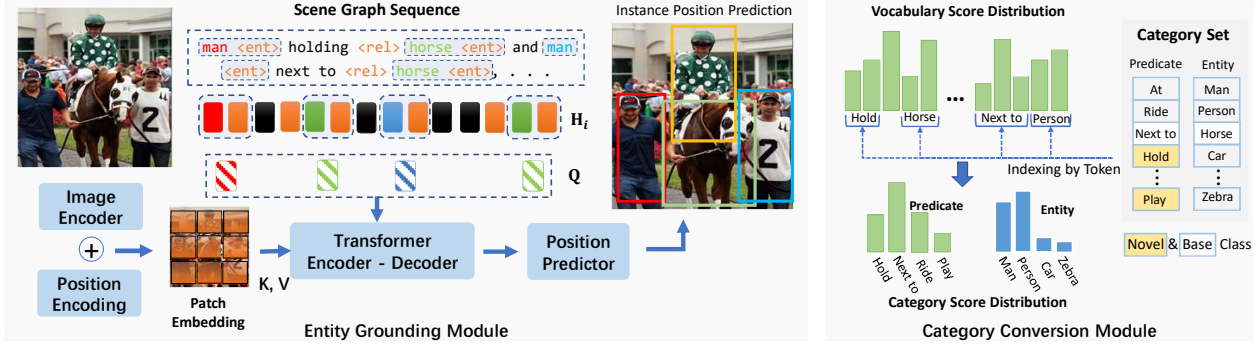 Scene Graph Sequence
man <ent> holding <rel> horse <ent> and man
<ent> next to <rel> horse <ent>, . . .
H_i
Q
Image
Encoder
+
Position
Encoding
Patch
Embedding
K, V
Transformer
Encoder - Decoder
Position
Predictor
Instance Position Prediction
2
2
Entity Grounding Module
Vocabulary Score Distribution
...
Hold
Horse
Next to
Person
Indexing by Token
Predicate
Entity
Hold
Next to
Ride
Play
Man
Person
Car
Zebra
Category Score Distribution
Category Set
Predicate Entity
At Man
Ride Person
Next to Horse
Hold Car
Play Zebra
Novel & Base Class
Category Conversion Module